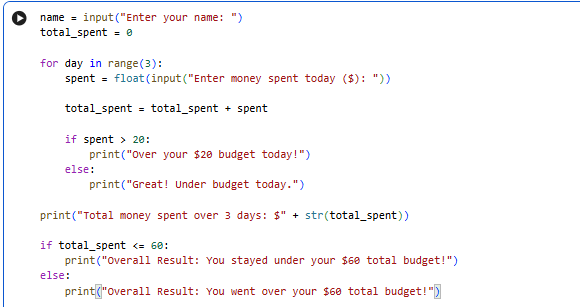 name = input("Enter your name: ")
total_spent = 0

for day in range(3):
    spent = float(input("Enter money spent today ($): "))

    total_spent = total_spent + spent

    if spent > 20:
        print("Over your $20 budget today!")
    else:
        print("Great! Under budget today.")

print("Total money spent over 3 days: $" + str(total_spent))

if total_spent <= 60:
    print("Overall Result: You stayed under your $60 total budget!")
else:
    print("Overall Result: You went over your $60 total budget!")